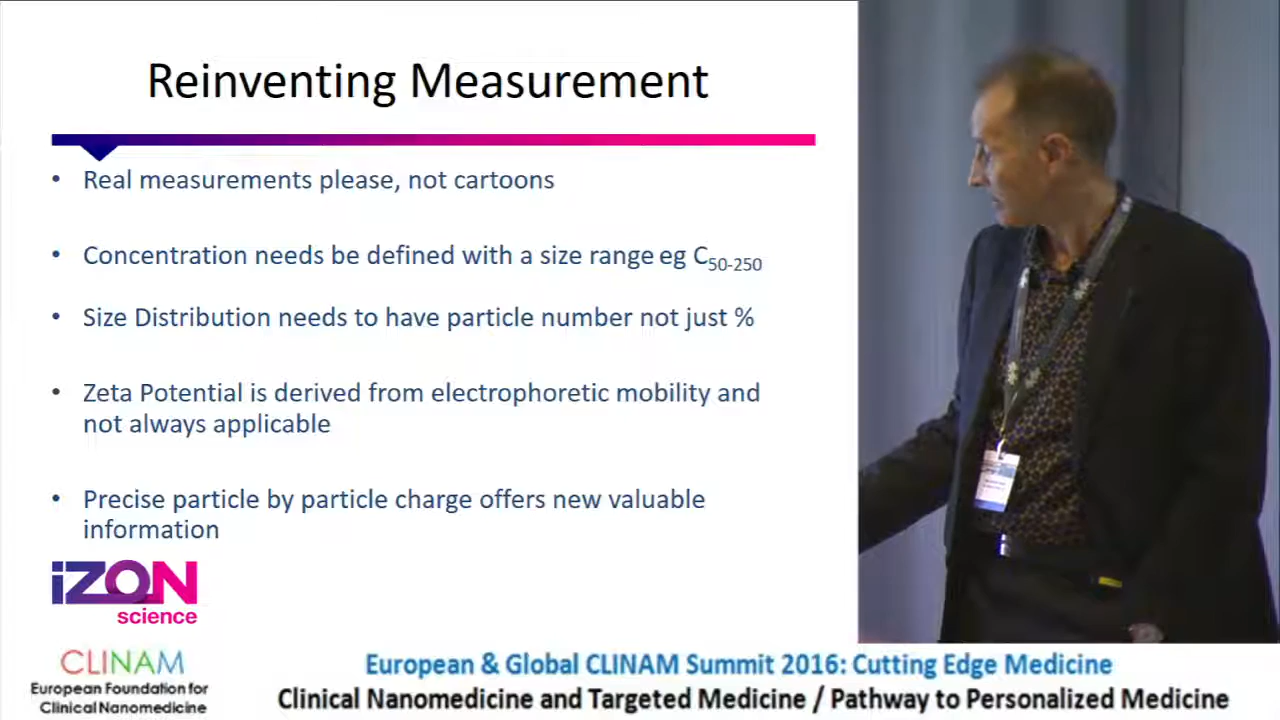 Reinventing Measurement
• Real measurements please, not cartoons
• Concentration needs be defined with a size range eg C50-250
• Size Distribution needs to have particle number not just %
• Zeta Potential is derived from electrophoretic mobility and
not always applicable
• Precise particle by particle charge offers new valuable
information
iZON
science
CLINAM
European Foundation for
Clinical Nanomedicine
European & Global CLINAM Summit 2016: Cutting Edge Medicine
Clinical Nanomedicine and Targeted Medicine / Pathway to Personalized Medicine